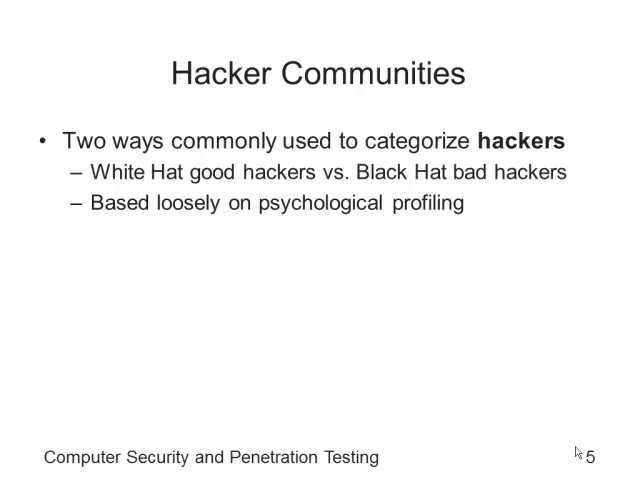 Hacker Communities
• Two ways commonly used to categorize hackers
– White Hat good hackers vs. Black Hat bad hackers
– Based loosely on psychological profiling
Computer Security and Penetration Testing
5